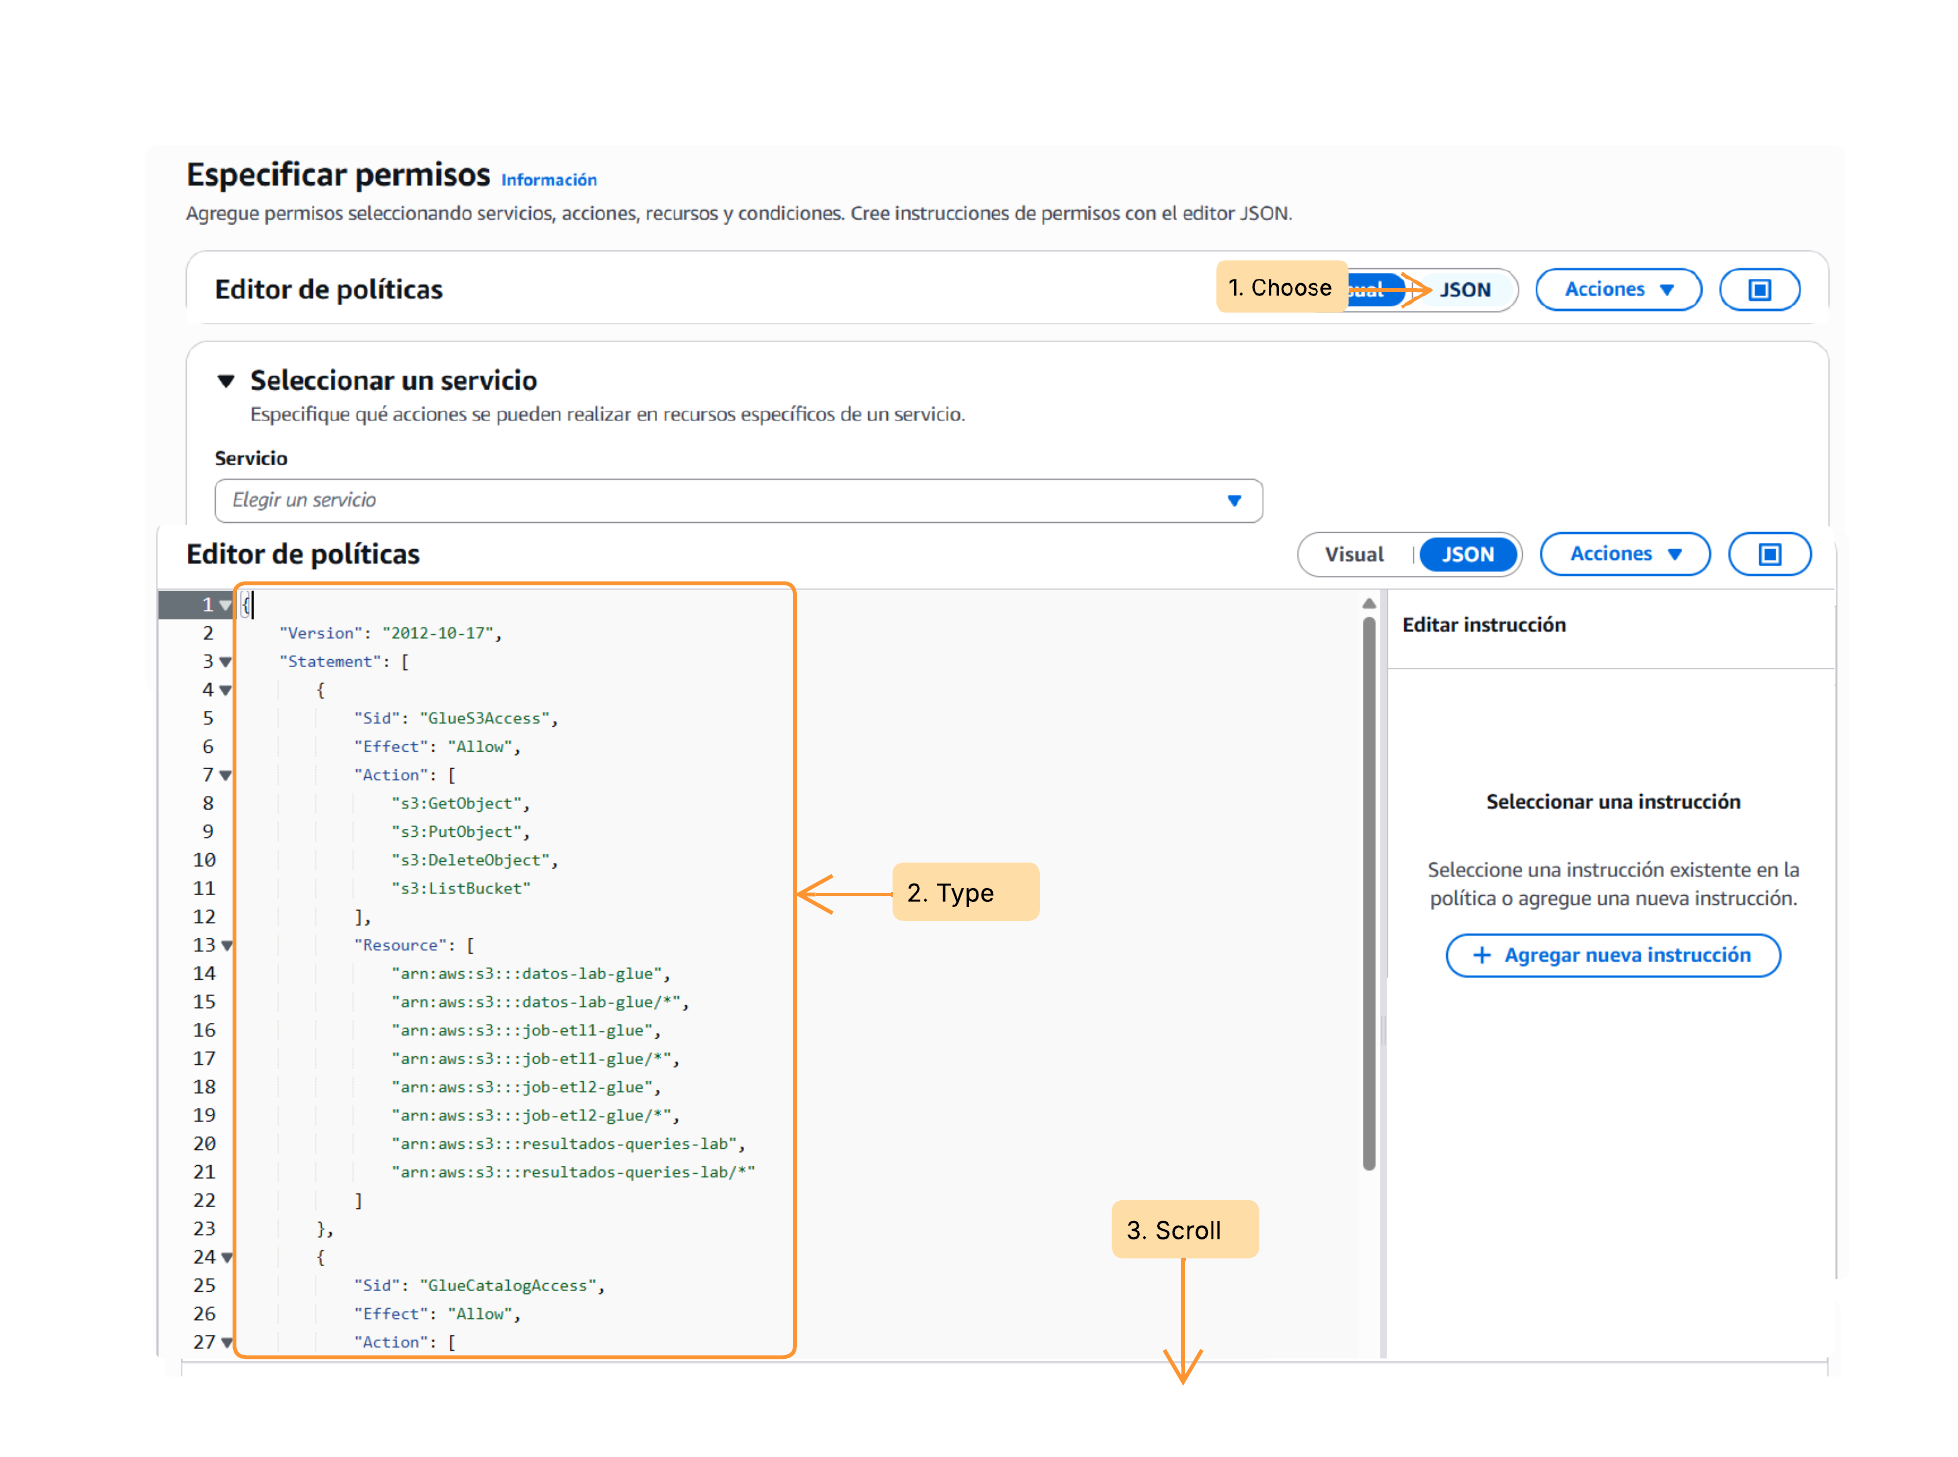 Especificar permisos Información
Agregue permisos seleccionando servicios, acciones, recursos y condiciones. Cree instrucciones de permisos con el editor JSON.
Editor de políticas
1. Choose
JSON
Acciones
Seleccionar un servicio
Especifique qué acciones se pueden realizar en recursos específicos de un servicio.
Servicio
Elegir un servicio
Editor de políticas
Visual | JSON
Acciones
1 {
2 "Version": "2012-10-17",
3 "Statement": [
4 {
5 "Sid": "GlueS3Access",
6 "Effect": "Allow",
7 "Action": [
8 "s3:GetObject",
9 "s3:PutObject",
10 "s3:DeleteObject",
11 "s3:ListBucket"
12 ],
13 "Resource": [
14 "arn:aws:s3:::datos-lab-glue",
15 "arn:aws:s3:::datos-lab-glue/*",
16 "arn:aws:s3:::job-etl1-glue",
17 "arn:aws:s3:::job-etl1-glue/*",
18 "arn:aws:s3:::job-etl2-glue",
19 "arn:aws:s3:::job-etl2-glue/*",
20 "arn:aws:s3:::resultados-queries-lab",
21 "arn:aws:s3:::resultados-queries-lab/*"
22 ]
23 },
24 {
25 "Sid": "GlueCatalogAccess",
26 "Effect": "Allow",
27 "Action": [
2. Type
3. Scroll
Editar instrucción
Seleccionar una instrucción
Seleccione una instrucción existente en la
política o agregue una nueva instrucción.
+ Agregar nueva instrucción